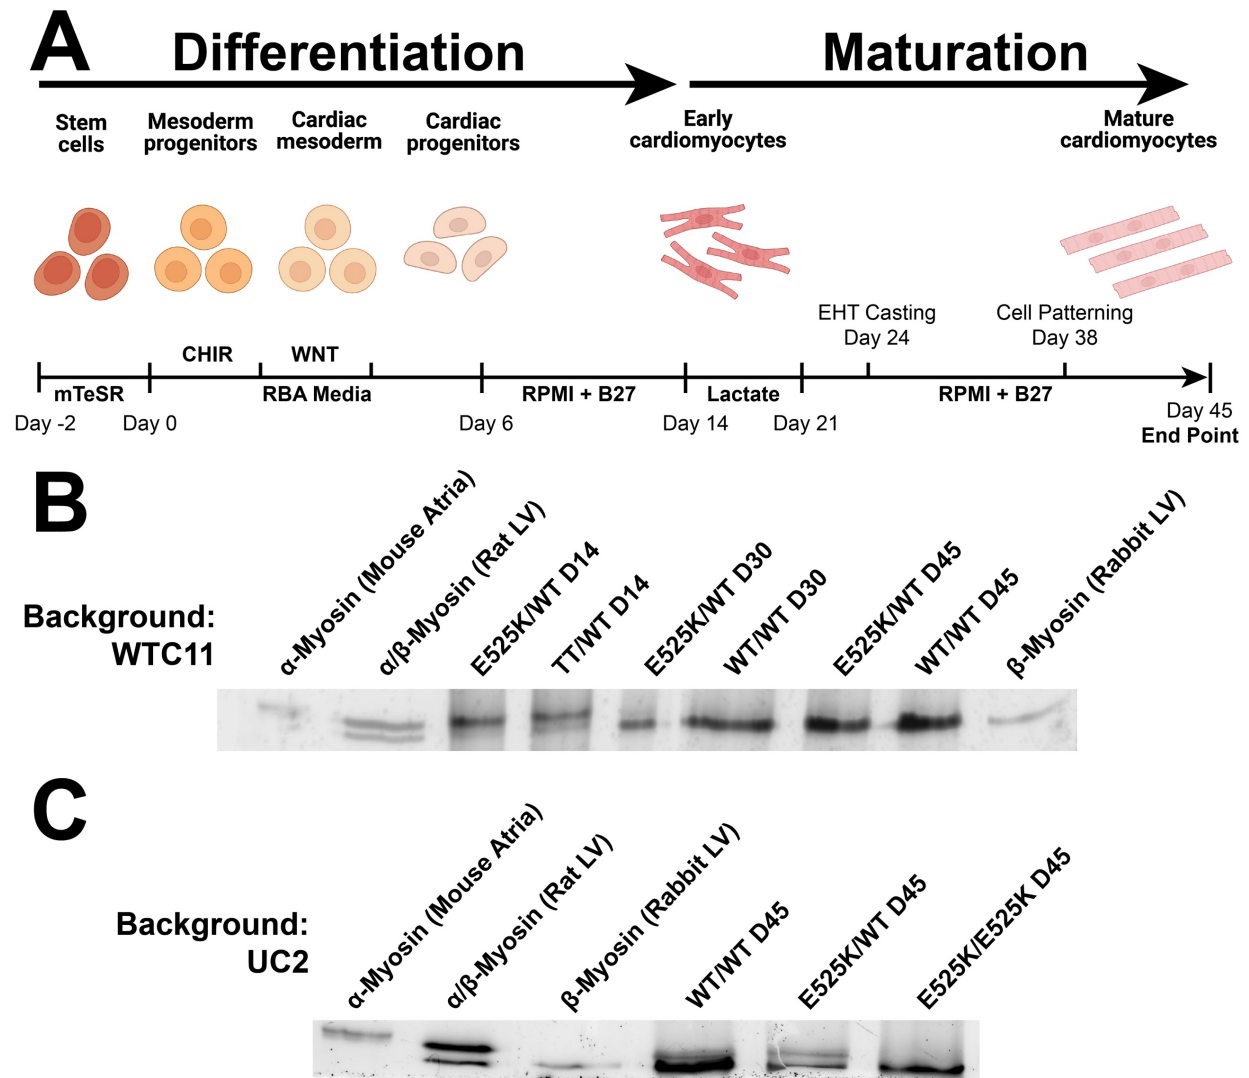 A
Differentiation
Maturation
Stem
cells
Mesoderm
progenitors
Cardiac
mesoderm
Cardiac
progenitors
Early
cardiomyocytes
Mature
cardiomyocytes
EHT Casting
Day 24
Cell Patterning
Day 38
CHIR
WNT
mTeSR
RBA Media
RPMI + B27
Lactate
RPMI + B27
Day -2
Day 0
Day 6
Day 14
Day 21
Day 45
End Point
B
Background:
WTC11
α-Myosin (Mouse Atria)
α/β-Myosin (Rat LV)
E525K/WT D14
TT/WT D14
E525K/WT D30
WT/WT D30
E525K/WT D45
WT/WT D45
β-Myosin (Rabbit LV)
C
Background:
UC2
α-Myosin (Mouse Atria)
α/β-Myosin (Rat LV)
β-Myosin (Rabbit LV)
WT/WT D45
E525K/WT D45
E525K/E525K D45